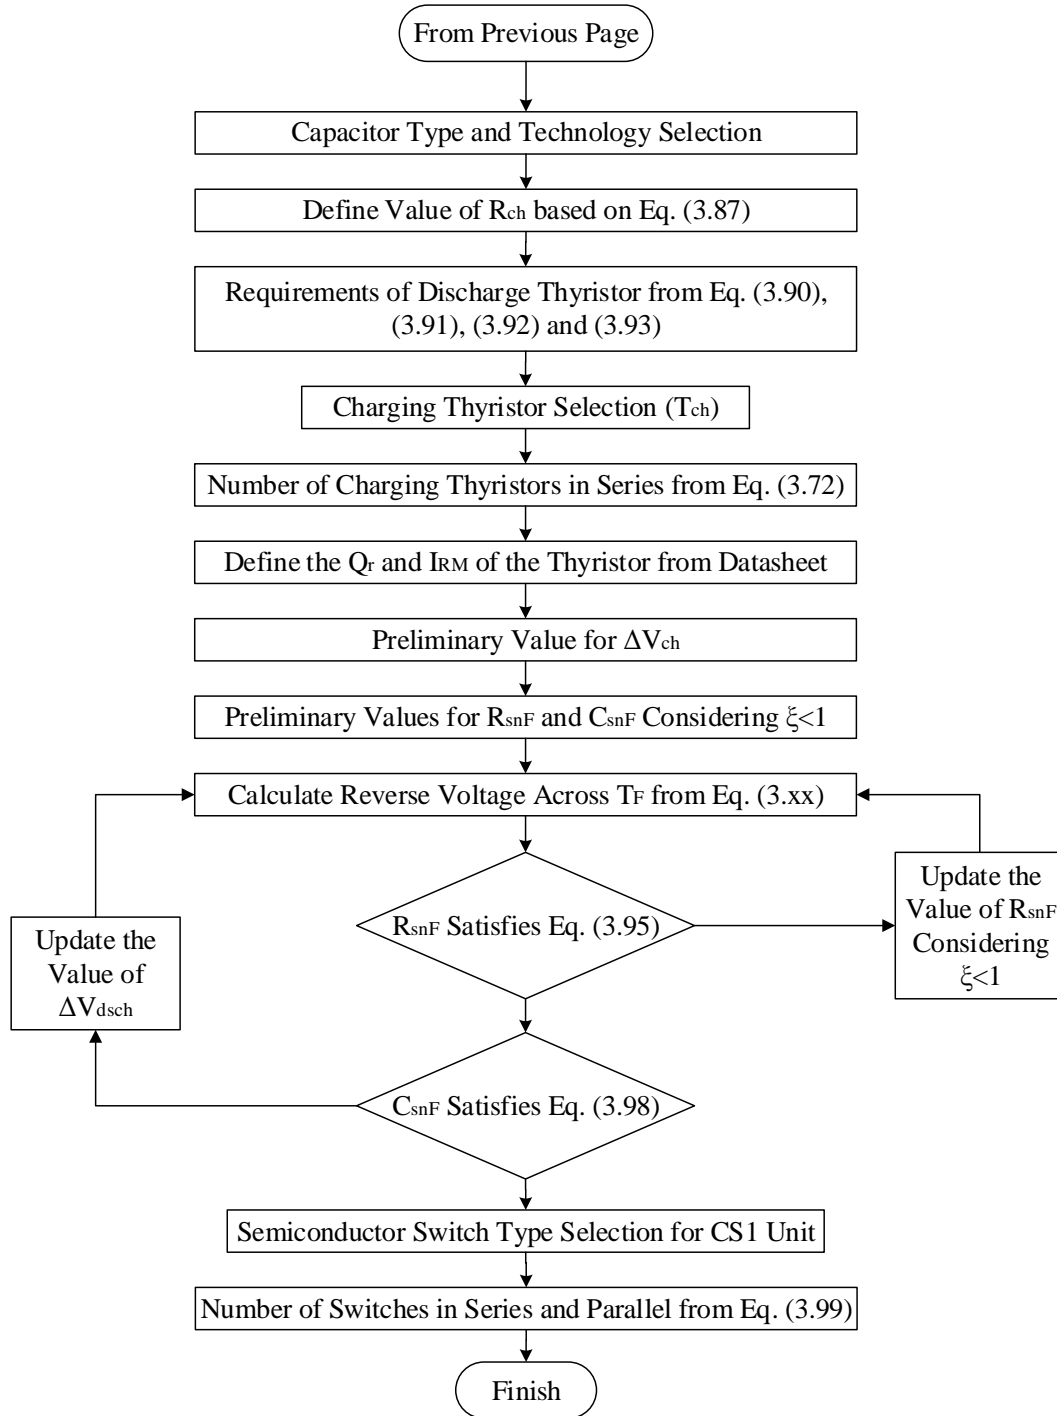 From Previous Page
Capacitor Type and Technology Selection
Define Value of Rch based on Eq. (3.87)
Requirements of Discharge Thyristor from Eq. (3.90),
(3.91), (3.92) and (3.93)
Charging Thyristor Selection (Tch)
Number of Charging Thyristors in Series from Eq. (3.72)
Define the Qr and IRM of the Thyristor from Datasheet
Preliminary Value for ΔVch
Preliminary Values for RsnF and CsnF Considering ξ<1
Calculate Reverse Voltage Across TF from Eq. (3.xx)
RsnF Satisfies Eq. (3.95)
Update the
Value of RsnF
Considering
ξ<1
Update the
Value of
ΔVdsch
CsnF Satisfies Eq. (3.98)
Semiconductor Switch Type Selection for CS1 Unit
Number of Switches in Series and Parallel from Eq. (3.99)
Finish